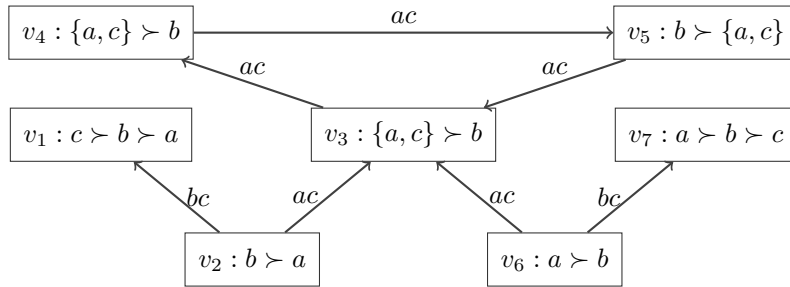 ac
v₄ : {a, c} ≻ b
v₅ : b ≻ {a, c}
ac
ac
v₁ : c ≻ b ≻ a
v₃ : {a, c} ≻ b
v₇ : a ≻ b ≻ c
bc
ac
ac
bc
v₂ : b ≻ a
v₆ : a ≻ b